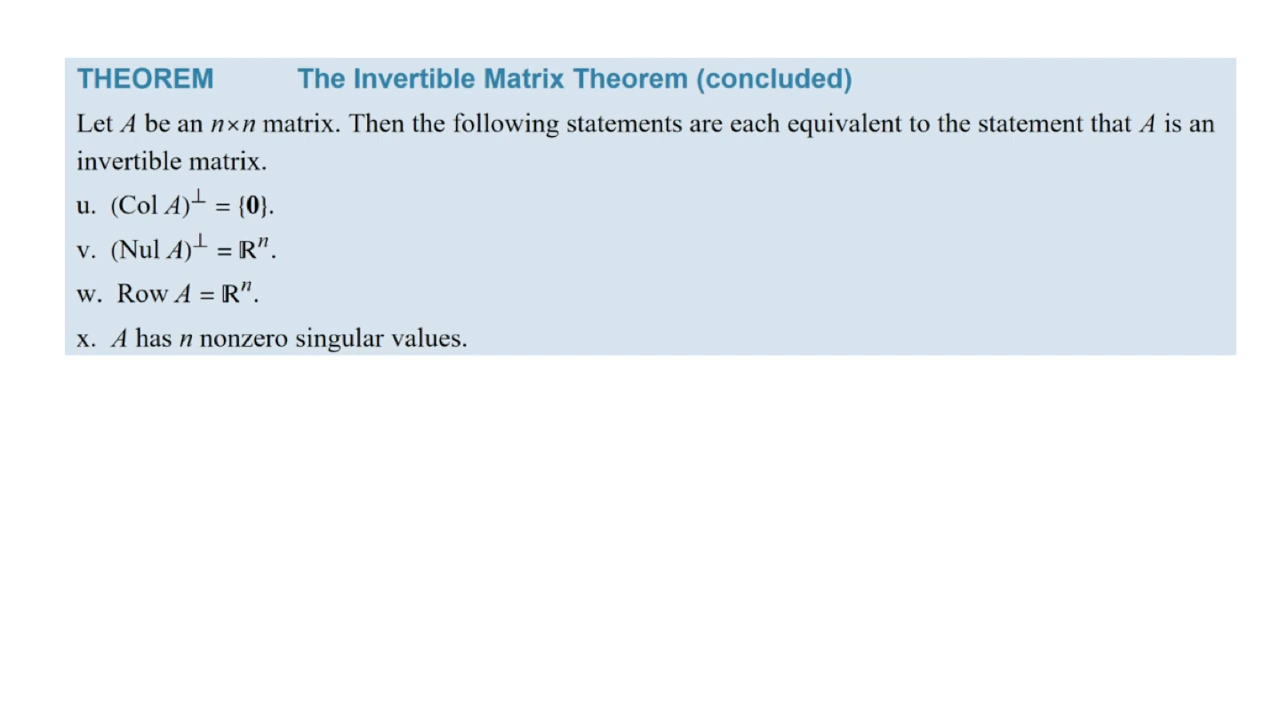 THEOREM The Invertible Matrix Theorem (concluded)
Let A be an n×n matrix. Then the following statements are each equivalent to the statement that A is an
invertible matrix.
u. (Col A)⊥ = {0}.
v. (Nul A)⊥ = ℝⁿ.
w. Row A = ℝⁿ.
x. A has n nonzero singular values.